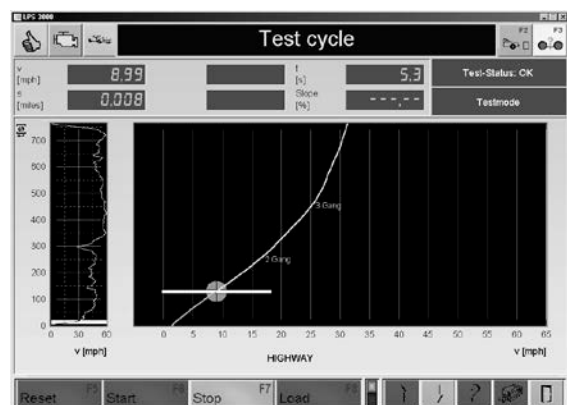 LPS 3000
Test cycle
F2
F3
v [mph]
8.99
t [s]
5.3
Test-Status: OK
s [miles]
0.008
Slope [%]
---.--
Testmode
t[s]
700
600
500
400
300
200
100
0
3 Gang
2 Gang
0 30 60
0 5 10 15 20 25 30 35 40 45 50 55 60 65
v [mph]
HIGHWAY
v [mph]
Reset F5
Start F6
Stop F7
Load F8